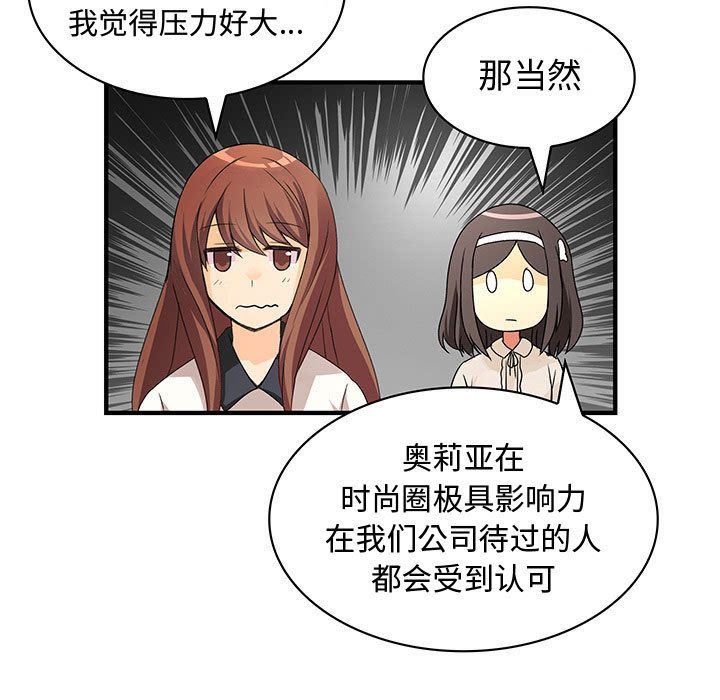 我觉得压力好大...
那当然
奥莉亚在
时尚圈极具影响力
在我们公司待过的人
都会受到认可